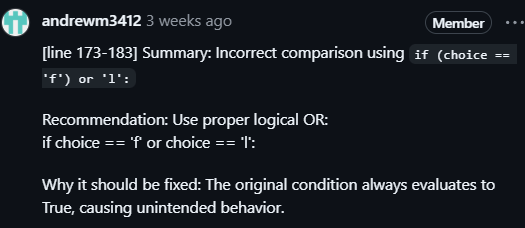 andrewm3412 3 weeks ago Member ...
[line 173-183] Summary: Incorrect comparison using if (choice ==
'f') or 'l':
Recommendation: Use proper logical OR:
if choice == 'f' or choice == 'l':
Why it should be fixed: The original condition always evaluates to
True, causing unintended behavior.